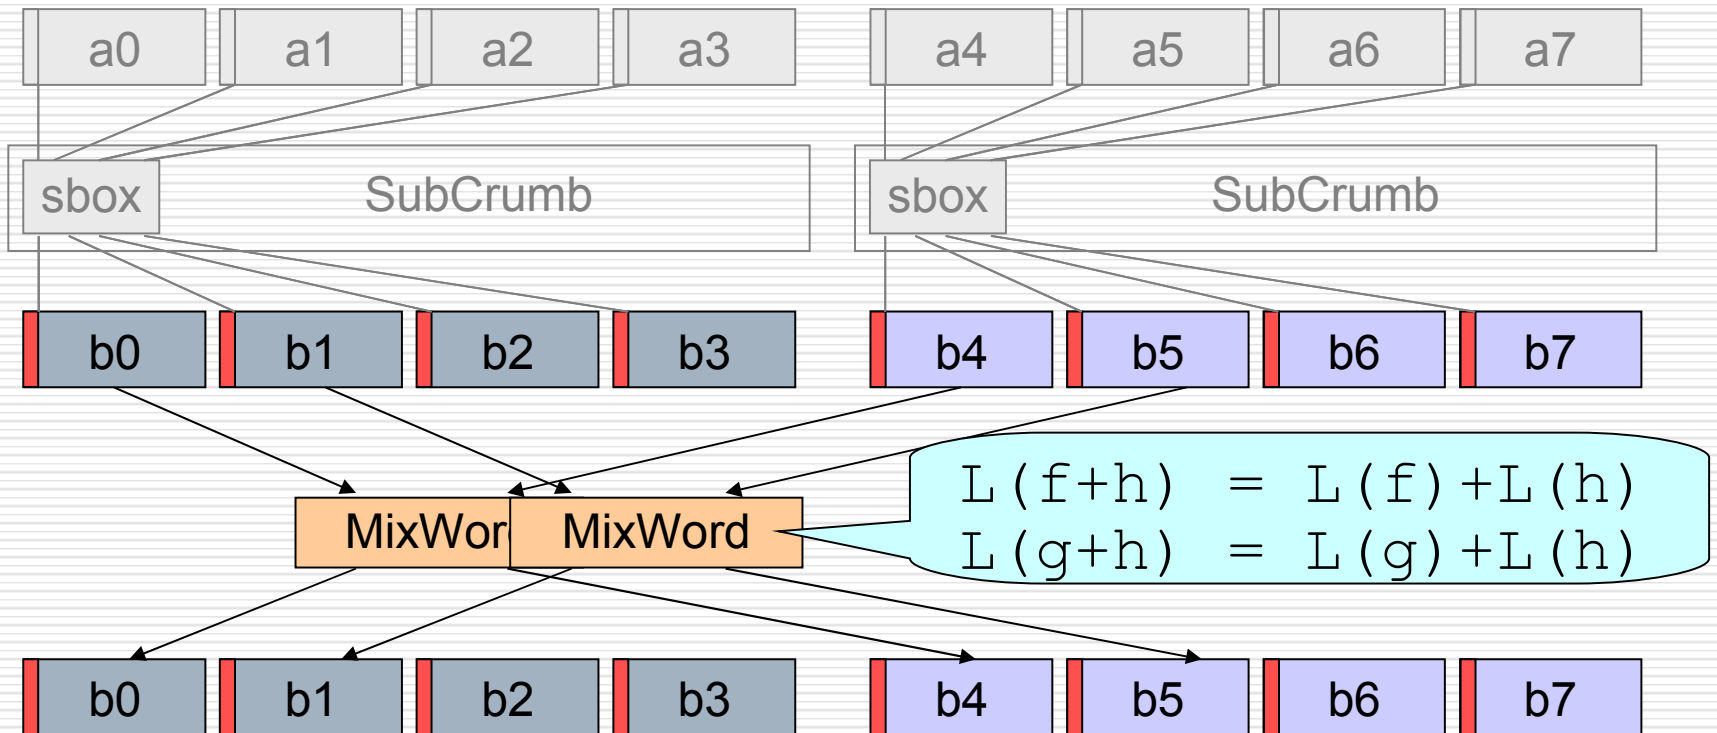 a0 a1 a2 a3 a4 a5 a6 a7
sbox SubCrumb sbox SubCrumb
b0 b1 b2 b3 b4 b5 b6 b7
MixWor MixWord
L(f+h) = L(f)+L(h)
L(g+h) = L(g)+L(h)
b0 b1 b2 b3 b4 b5 b6 b7